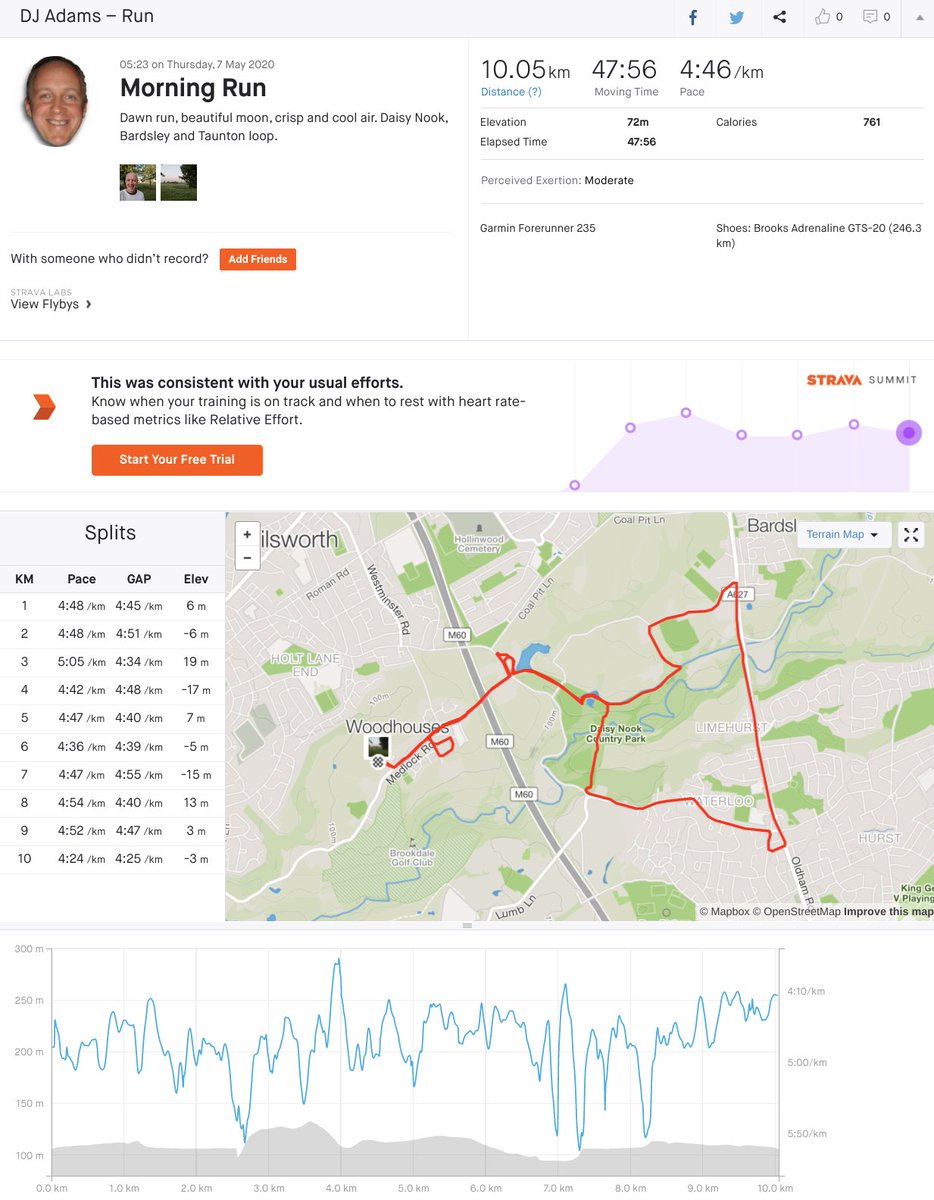 DJ Adams – Run
0
0
05:23 on Thursday, 7 May 2020
Morning Run
Dawn run, beautiful moon, crisp and cool air. Daisy Nook,
Bardsley and Taunton loop.
With someone who didn't record? Add Friends
STRAVA LABS
View Flybys
10.05 km 47:56 4:46 /km
Distance (?) Moving Time Pace
Elevation 72m Calories 761
Elapsed Time 47:56
Perceived Exertion: Moderate
Garmin Forerunner 235
Shoes: Brooks Adrenaline GTS-20 (246.3
km)
This was consistent with your usual efforts.
Know when your training is on track and when to rest with heart rate-
based metrics like Relative Effort.
Start Your Free Trial
STRAVA SUMMIT
Splits
KM Pace GAP Elev
1 4:48 /km 4:45 /km 6 m
2 4:48 /km 4:51 /km -6 m
3 5:05 /km 4:34 /km 19 m
4 4:42 /km 4:48 /km -17 m
5 4:47 /km 4:40 /km 7 m
6 4:36 /km 4:39 /km -5 m
7 4:47 /km 4:55 /km -15 m
8 4:54 /km 4:40 /km 13 m
9 4:52 /km 4:47 /km 3 m
10 4:24 /km 4:25 /km -3 m
+
−
Coal Pit Ln
Bardsl
Terrain Map
ilsworth
Hollinwood
Cemetery
Roman Rd
Westminster Rd
Coal Pit Ln
A627
M60
HOLT LANE
END
100m
100m
Woodhouses
Medlock Rd
M60
Daisy Nook
Country Park
LIMEHURST
M60
WATERLOO
100m
Brookdale
Golf Club
HURST
Oldham Rd
Lumb Ln
King Ge
V Playing
© Mapbox © OpenStreetMap Improve this map
300 m
250 m
200 m
150 m
100 m
4:10/km
5:00/km
5:50/km
0.0 km 1.0 km 2.0 km 3.0 km 4.0 km 5.0 km 6.0 km 7.0 km 8.0 km 9.0 km 10.0 km